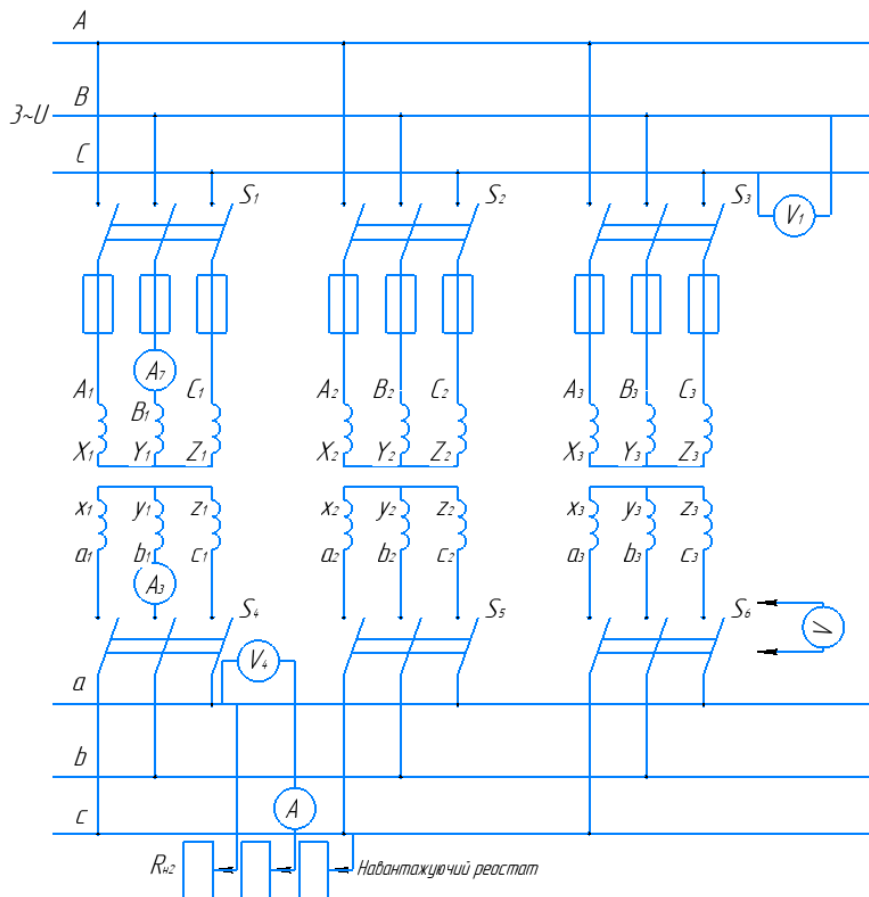 A
B
3~U
C
S₁ S₂ S₃
V₁
A₇
A₁ C₁ A₂ B₂ C₂ A₃ B₃ C₃
B₁
X₁ Y₁ Z₁ X₂ Y₂ Z₂ X₃ Y₃ Z₃
x₁ y₁ z₁ x₂ y₂ z₂ x₃ y₃ z₃
a₁ b₁ c₁ a₂ b₂ c₂ a₃ b₃ c₃
A₃
S₄ S₅ S₆ V
V₄
a
b
A
c
Rн2 Навантажуючий реостат